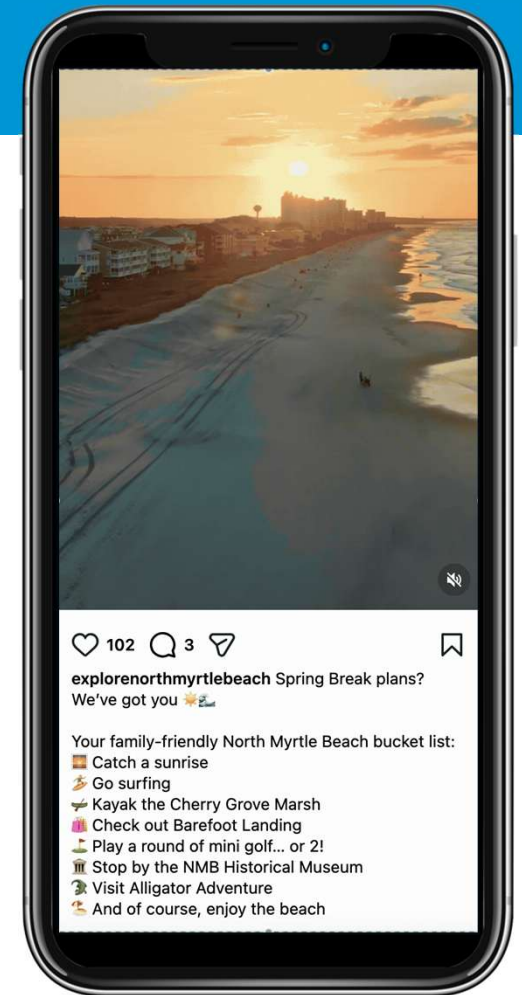 102 3
explorenorthmyrtlebeach Spring Break plans?
We’ve got you ☀️🌊
Your family-friendly North Myrtle Beach bucket list:
🌅 Catch a sunrise
🏄 Go surfing
🛶 Kayak the Cherry Grove Marsh
🛍️ Check out Barefoot Landing
⛳ Play a round of mini golf... or 2!
🏛️ Stop by the NMB Historical Museum
🐊 Visit Alligator Adventure
🏖️ And of course, enjoy the beach